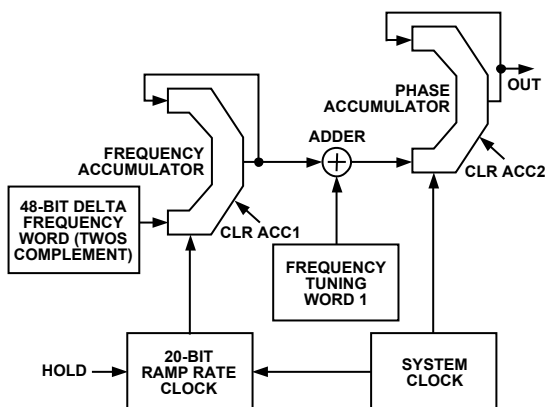 PHASE
ACCUMULATOR
OUT
ADDER
FREQUENCY
ACCUMULATOR
CLR ACC2
48-BIT DELTA
FREQUENCY
WORD (TWOS
COMPLEMENT)
CLR ACC1
FREQUENCY
TUNING
WORD 1
HOLD
20-BIT
RAMP RATE
CLOCK
SYSTEM
CLOCK